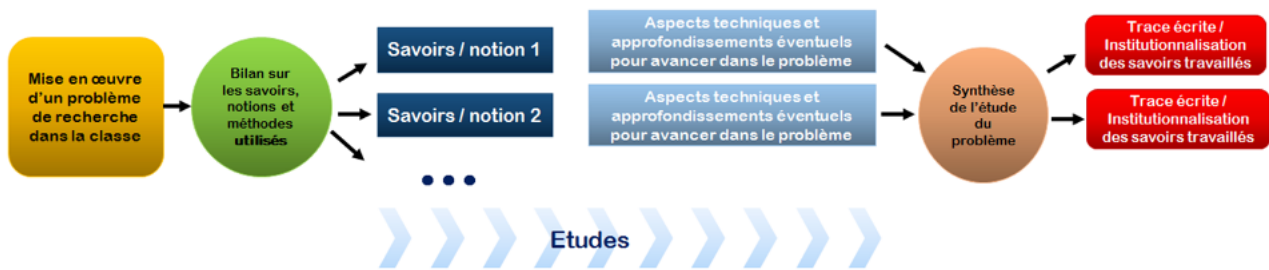 Mise en œuvre
d'un problème
de recherche
dans la classe
Bilan sur
les savoirs,
notions et
méthodes
utilisés
Savoirs / notion 1
Savoirs / notion 2
...
Aspects techniques et
approfondissements éventuels
pour avancer dans le problème
Aspects techniques et
approfondissements éventuels
pour avancer dans le problème
Synthèse
de l'étude
du
problème
Trace écrite /
Institutionnalisation
des savoirs travaillés
Trace écrite /
Institutionnalisation
des savoirs travaillés
Etudes